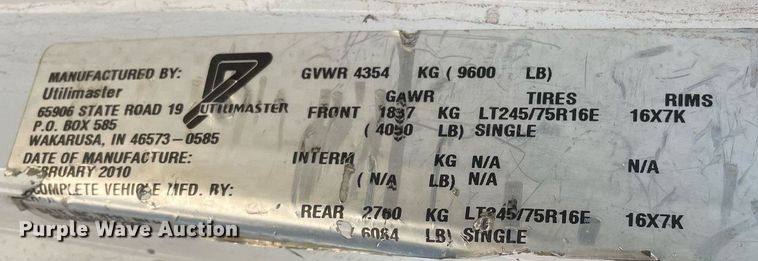 MANUFACTURED BY:
Utilimaster
65906 STATE ROAD 19
P.O. BOX 585
WAKARUSA, IN 46573-0585
DATE OF MANUFACTURE:
FEBRUARY 2010
COMPLETE VEHICLE MFD. BY:
UTILIMASTER
GVWR 4354 KG ( 9600 LB)
GAWR TIRES RIMS
FRONT KG LT245/75R16E 16X7K
( LB) SINGLE
INTERM KG N/A N/A
( N/A LB) N/A
REAR 2760 KG LT245/75R16E 16X7K
( 6084 LB) SINGLE
Purple Wave Auction